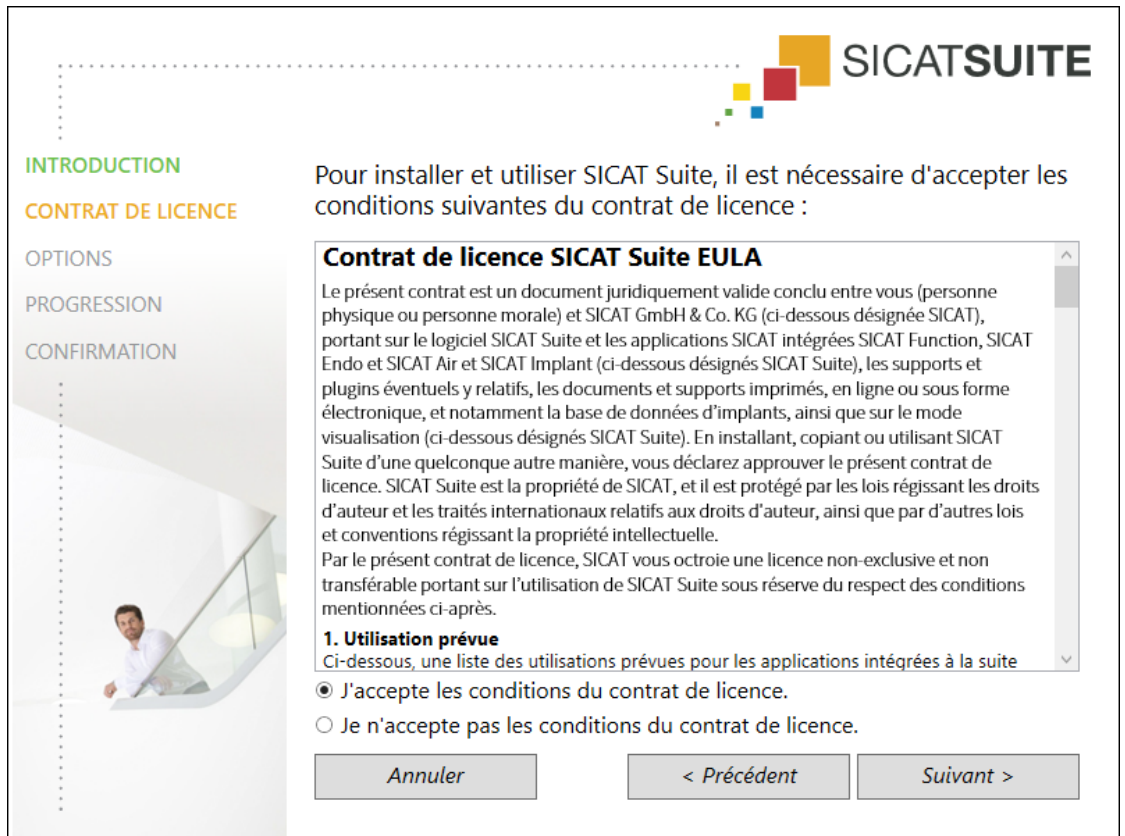 SICATSUITE
INTRODUCTION
CONTRAT DE LICENCE
OPTIONS
PROGRESSION
CONFIRMATION
Pour installer et utiliser SICAT Suite, il est nécessaire d'accepter les
conditions suivantes du contrat de licence :
Contrat de licence SICAT Suite EULA
Le présent contrat est un document juridiquement valide conclu entre vous (personne
physique ou personne morale) et SICAT GmbH & Co. KG (ci-dessous désignée SICAT),
portant sur le logiciel SICAT Suite et les applications SICAT intégrées SICAT Function, SICAT
Endo et SICAT Air et SICAT Implant (ci-dessous désignés SICAT Suite), les supports et
plugins éventuels y relatifs, les documents et supports imprimés, en ligne ou sous forme
électronique, et notamment la base de données d’implants, ainsi que sur le mode
visualisation (ci-dessous désignés SICAT Suite). En installant, copiant ou utilisant SICAT
Suite d’une quelconque autre manière, vous déclarez approuver le présent contrat de
licence. SICAT Suite est la propriété de SICAT, et il est protégé par les lois régissant les droits
d’auteur et les traités internationaux relatifs aux droits d’auteur, ainsi que par d’autres lois
et conventions régissant la propriété intellectuelle.
Par le présent contrat de licence, SICAT vous octroie une licence non-exclusive et non
transférable portant sur l’utilisation de SICAT Suite sous réserve du respect des conditions
mentionnées ci-après.
1. Utilisation prévue
Ci-dessous, une liste des utilisations prévues pour les applications intégrées à la suite
J'accepte les conditions du contrat de licence.
Je n'accepte pas les conditions du contrat de licence.
Annuler
< Précédent
Suivant >